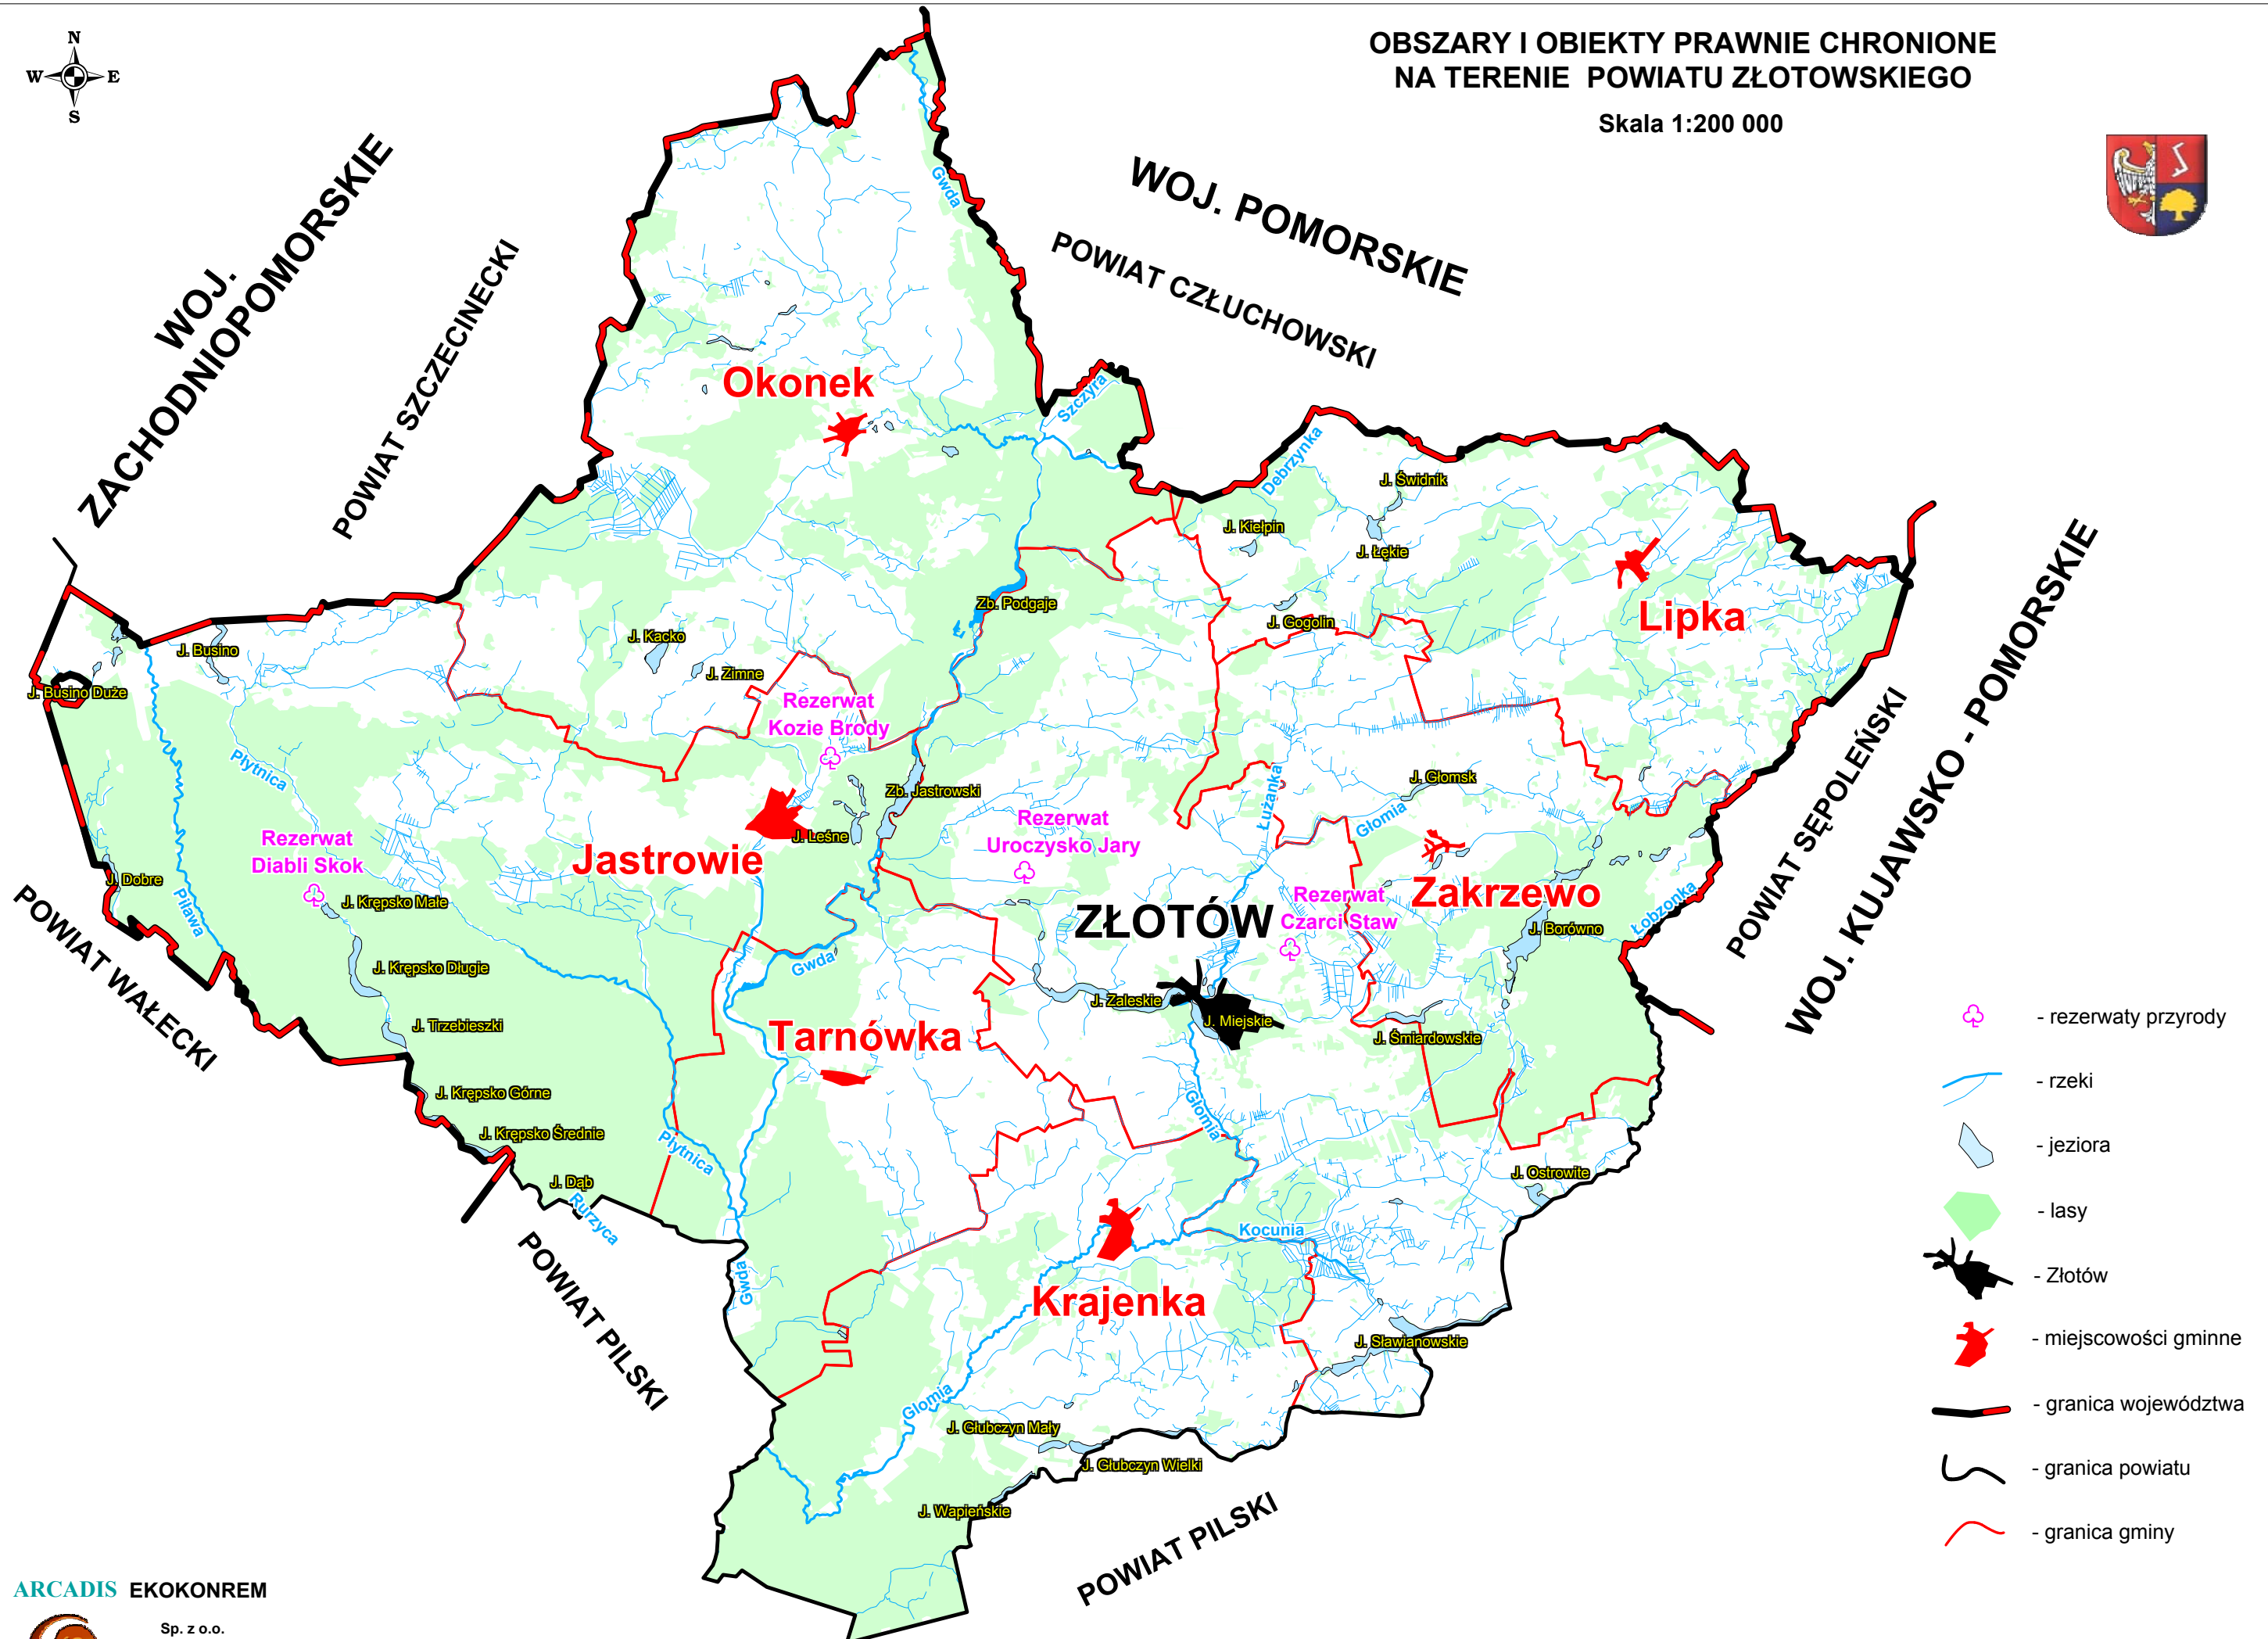 OBSZARY I OBIEKTY PRAWNIE CHRONIONE
NA TERENIE POWIATU ZŁOTOWSKIEGO
Skala 1:200 000
N
W
E
S
WOJ.
ZACHODNIOPOMORSKIE
POWIAT SZCZECINECKI
WOJ. POMORSKIE
POWIAT CZŁUCHOWSKI
Gwda
Okonek
Szczyra
Debrzynka
J. Świdnik
J. Kiełpin
J. Łękie
Lipka
Zb. Podgaje
J. Gogolin
J. Kacko
J. Zimne
J. Busino
J. Busino Duże
Rezerwat
Kozie Brody
Płytnica
Zb. Jastrowski
J. Głomsk
Łużanka
Głomia
Rezerwat
Uroczysko Jary
J. Leśne
Jastrowie
Rezerwat
Diabli Skok
J. Dobre
Piława
J. Krępsko Małe
ZŁOTÓW
Rezerwat
Czarci Staw
Zakrzewo
Łobzonka
J. Borówno
POWIAT SĘPOLEŃSKI
WOJ. KUJAWSKO - POMORSKIE
POWIAT WAŁECKI
J. Krępsko Długie
Gwda
J. Zaleskie
J. Miejskie
J. Śmiardowskie
J. Trzebieszki
Tarnówka
J. Krępsko Górne
J. Krępsko Średnie
Głomia
Płytnica
J. Dąb
Rurzyca
J. Ostrowite
Kocunia
Gwda
Krajenka
POWIAT PILSKI
J. Sławianowskie
Głomia
J. Głubczyn Mały
J. Głubczyn Wielki
J. Wapieńskie
POWIAT PILSKI
- rezerwaty przyrody
- rzeki
- jeziora
- lasy
- Złotów
- miejscowości gminne
- granica województwa
- granica powiatu
- granica gminy
ARCADIS EKOKONREM
Sp. z o.o.